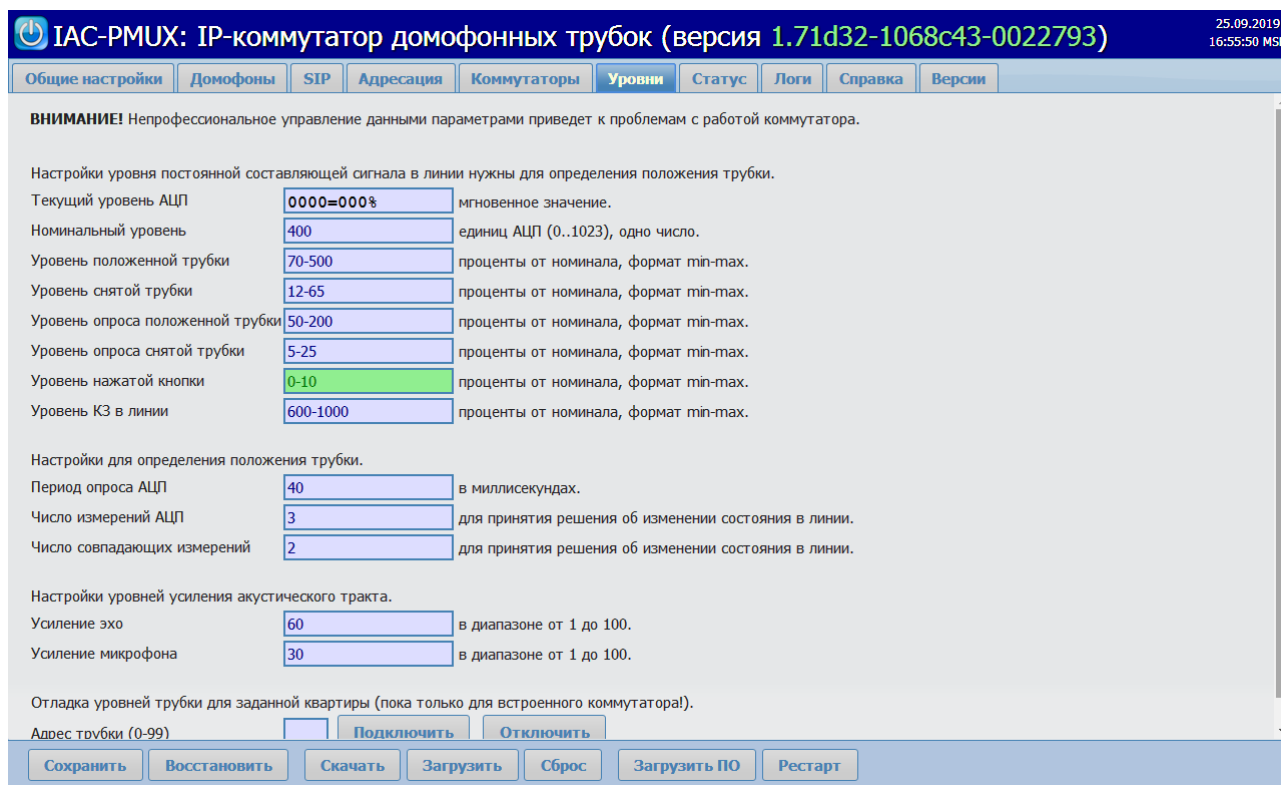 IAC-PMUX: IP-коммутатор домофонных трубок (версия 1.71d32-1068c43-0022793)
25.09.2019
16:55:50 MSK
Общие настройки Домофоны SIP Адресация Коммутаторы Уровни Статус Логи Справка Версии
ВНИМАНИЕ! Непрофессиональное управление данными параметрами приведет к проблемам с работой коммутатора.
Настройки уровня постоянной составляющей сигнала в линии нужны для определения положения трубки.
Текущий уровень АЦП 0000=000% мгновенное значение.
Номинальный уровень 400 единиц АЦП (0..1023), одно число.
Уровень положенной трубки 70-500 проценты от номинала, формат min-max.
Уровень снятой трубки 12-65 проценты от номинала, формат min-max.
Уровень опроса положенной трубки 50-200 проценты от номинала, формат min-max.
Уровень опроса снятой трубки 5-25 проценты от номинала, формат min-max.
Уровень нажатой кнопки 0-10 проценты от номинала, формат min-max.
Уровень КЗ в линии 600-1000 проценты от номинала, формат min-max.
Настройки для определения положения трубки.
Период опроса АЦП 40 в миллисекундах.
Число измерений АЦП 3 для принятия решения об изменении состояния в линии.
Число совпадающих измерений 2 для принятия решения об изменении состояния в линии.
Настройки уровней усиления акустического тракта.
Усиление эхо 60 в диапазоне от 1 до 100.
Усиление микрофона 30 в диапазоне от 1 до 100.
Отладка уровней трубки для заданной квартиры (пока только для встроенного коммутатора!).
Адрес трубки (0-99) Подключить Отключить
Сохранить Восстановить Скачать Загрузить Сброс Загрузить ПО Рестарт